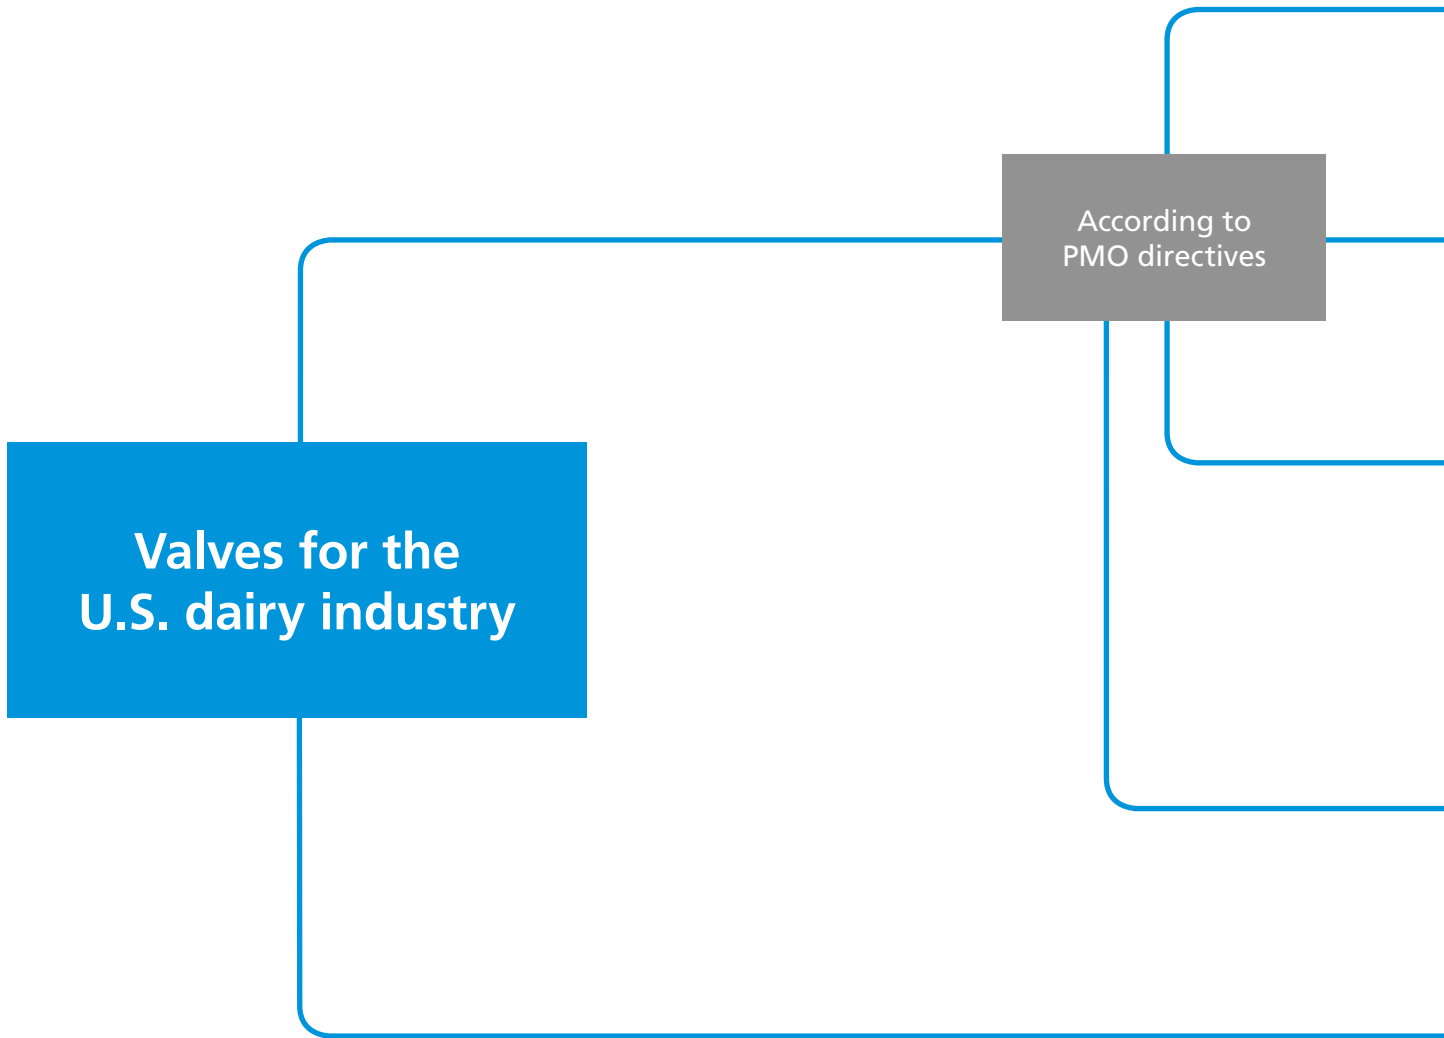 According to
PMO directives
Valves for the
U.S. dairy industry